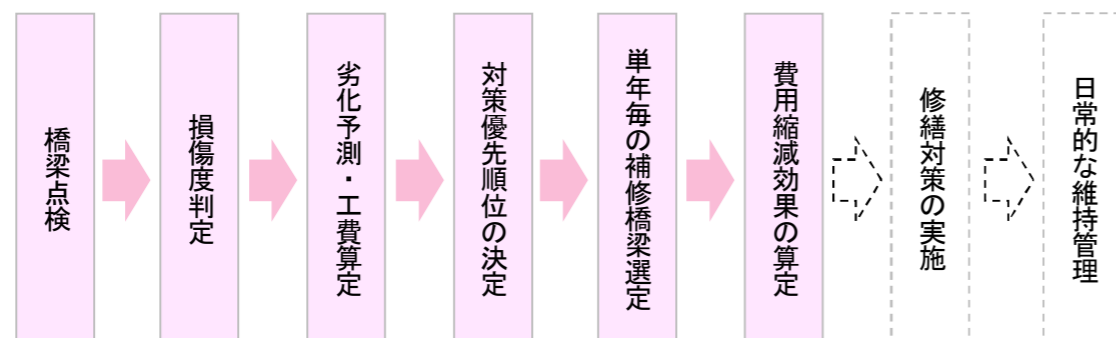 橋梁点検
損傷度判定
劣化予測・工費算定
対策優先順位の決定
単年毎の補修橋梁選定
費用縮減効果の算定
修繕対策の実施
日常的な維持管理